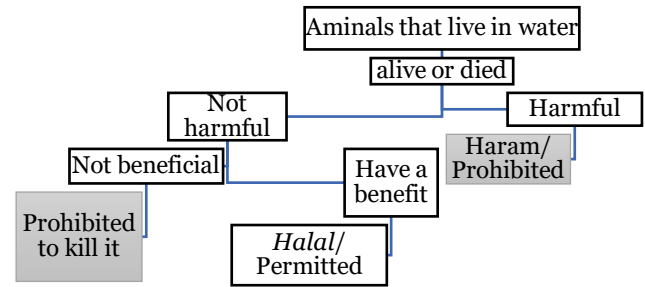 Aminals that live in water
alive or died
Not
harmful
Harmful
Haram/
Prohibited
Not beneficial
Have a
benefit
Prohibited
to kill it
Halal/
Permitted